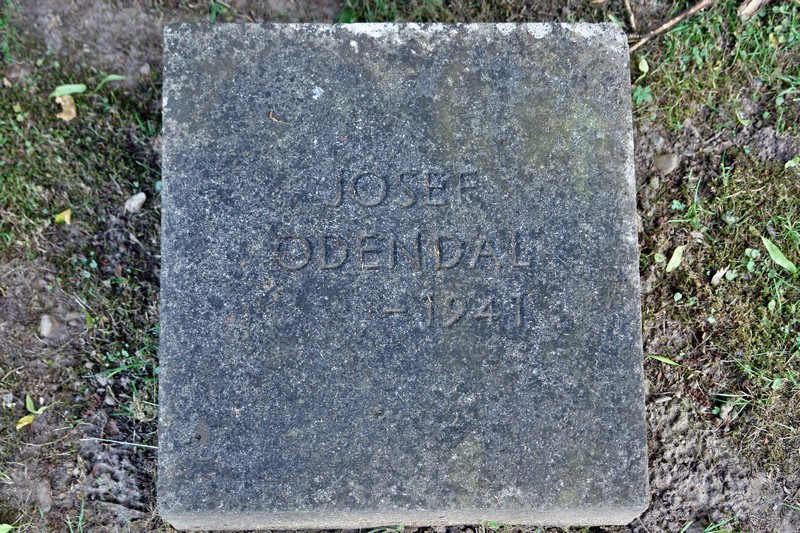 JOSEF
ODENDAL
- 1941